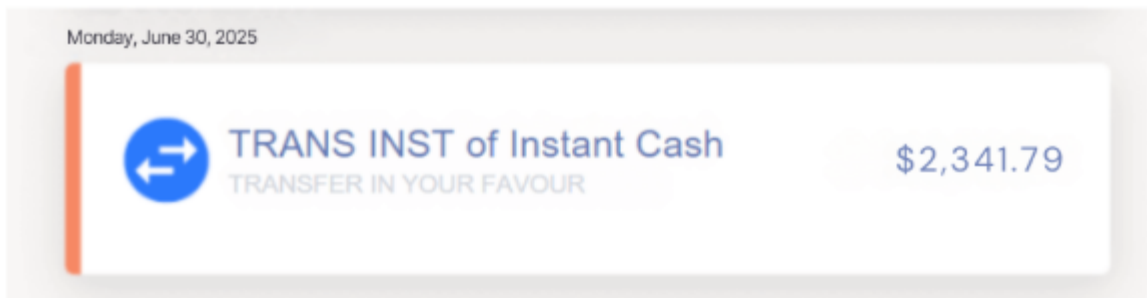 Monday, June 30, 2025
TRANS INST of Instant Cash
$2,341.79
TRANSFER IN YOUR FAVOUR